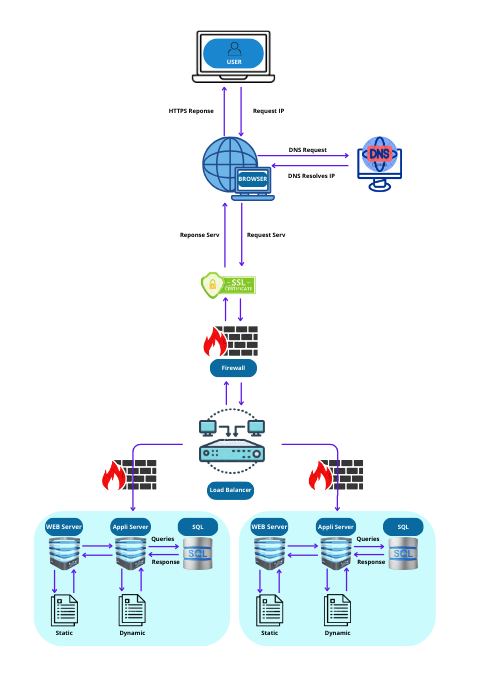 USER
HTTPS Reponse
Request IP
DNS Request
DNS
BROWSER
DNS Resolves IP
Reponse Serv
Request Serv
SSL
CERTIFICATE
Firewall
Load Balancer
WEB Server
Appli Server
SQL
Queries
SQL
Response
Static
Dynamic
WEB Server
Appli Server
SQL
Queries
SQL
Response
Static
Dynamic